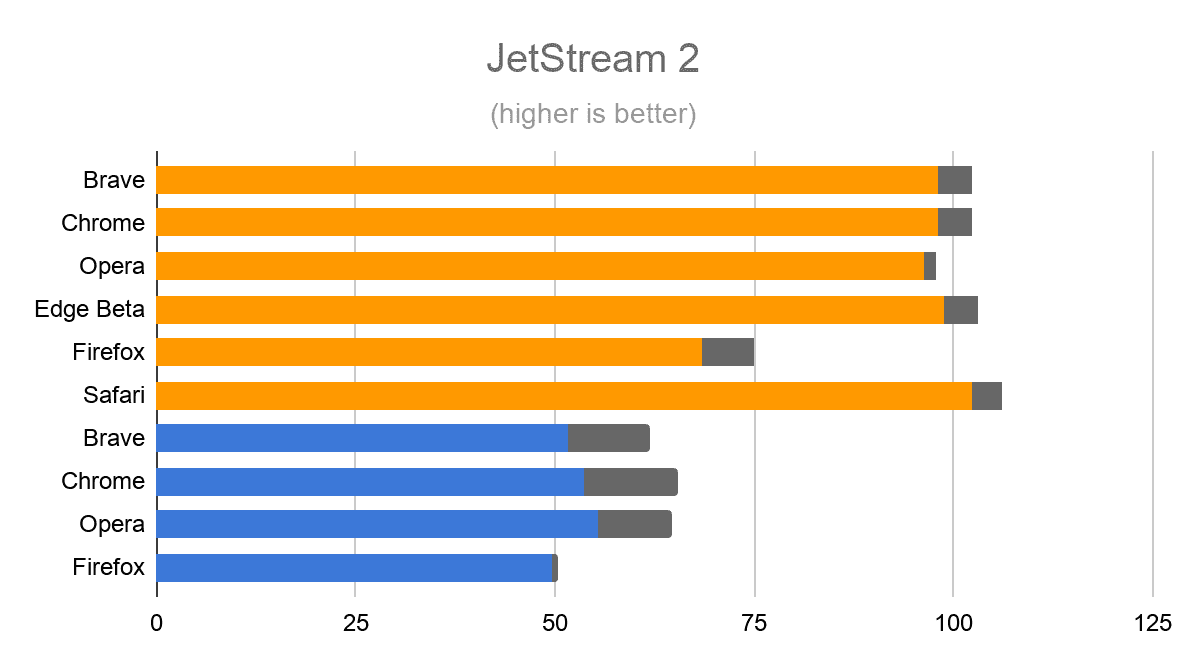 JetStream 2
(higher is better)
Brave
Chrome
Opera
Edge Beta
Firefox
Safari
Brave
Chrome
Opera
Firefox
0 25 50 75 100 125